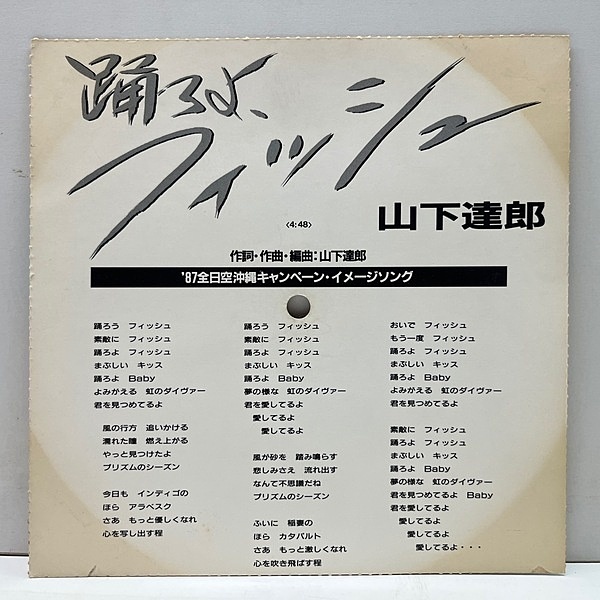 踊ろよ、
フィッシュ
〈4:48〉
山下達郎
作詞・作曲・編曲：山下達郎
'87全日空沖縄キャンペーン・イメージソング
踊ろう フィッシュ
素敵に フィッシュ
踊ろよ フィッシュ
まぶしい キッス
踊ろよ Baby
よみかえる 虹のダイヴァー
君を見つめてるよ
風の行方 追いかける
濡れた瞳 燃え上がる
やっと見つけたよ
プリズムのシーズン
今日も インディゴの
ほら アラベスク
さあ もっと優しくなれ
心を写し出す程
踊ろう フィッシュ
素敵に フィッシュ
踊ろよ フィッシュ
まぶしい キッス
踊ろよ Baby
夢の様な 虹のダイヴァー
君を愛してるよ
愛してるよ
愛してるよ
風が砂を 踏み鳴らす
悲しみさえ 流れ出す
なんて不思議だね
プリズムのシーズン
ふいに 稲妻の
ほら カタパルト
さあ もっと激しくなれ
心を吹き飛ばす程
おいで フィッシュ
もう一度 フィッシュ
踊ろよ フィッシュ
まぶしい キッス
踊ろよ Baby
よみかえる 虹のダイヴァー
君を見つめてるよ
素敵に フィッシュ
踊ろよ フィッシュ
まぶしい キッス
踊ろよ Baby
夢の様な 虹のダイヴァー
君を見つめてるよ Baby
君を愛してるよ
愛してるよ
愛してるよ
愛してるよ・・・